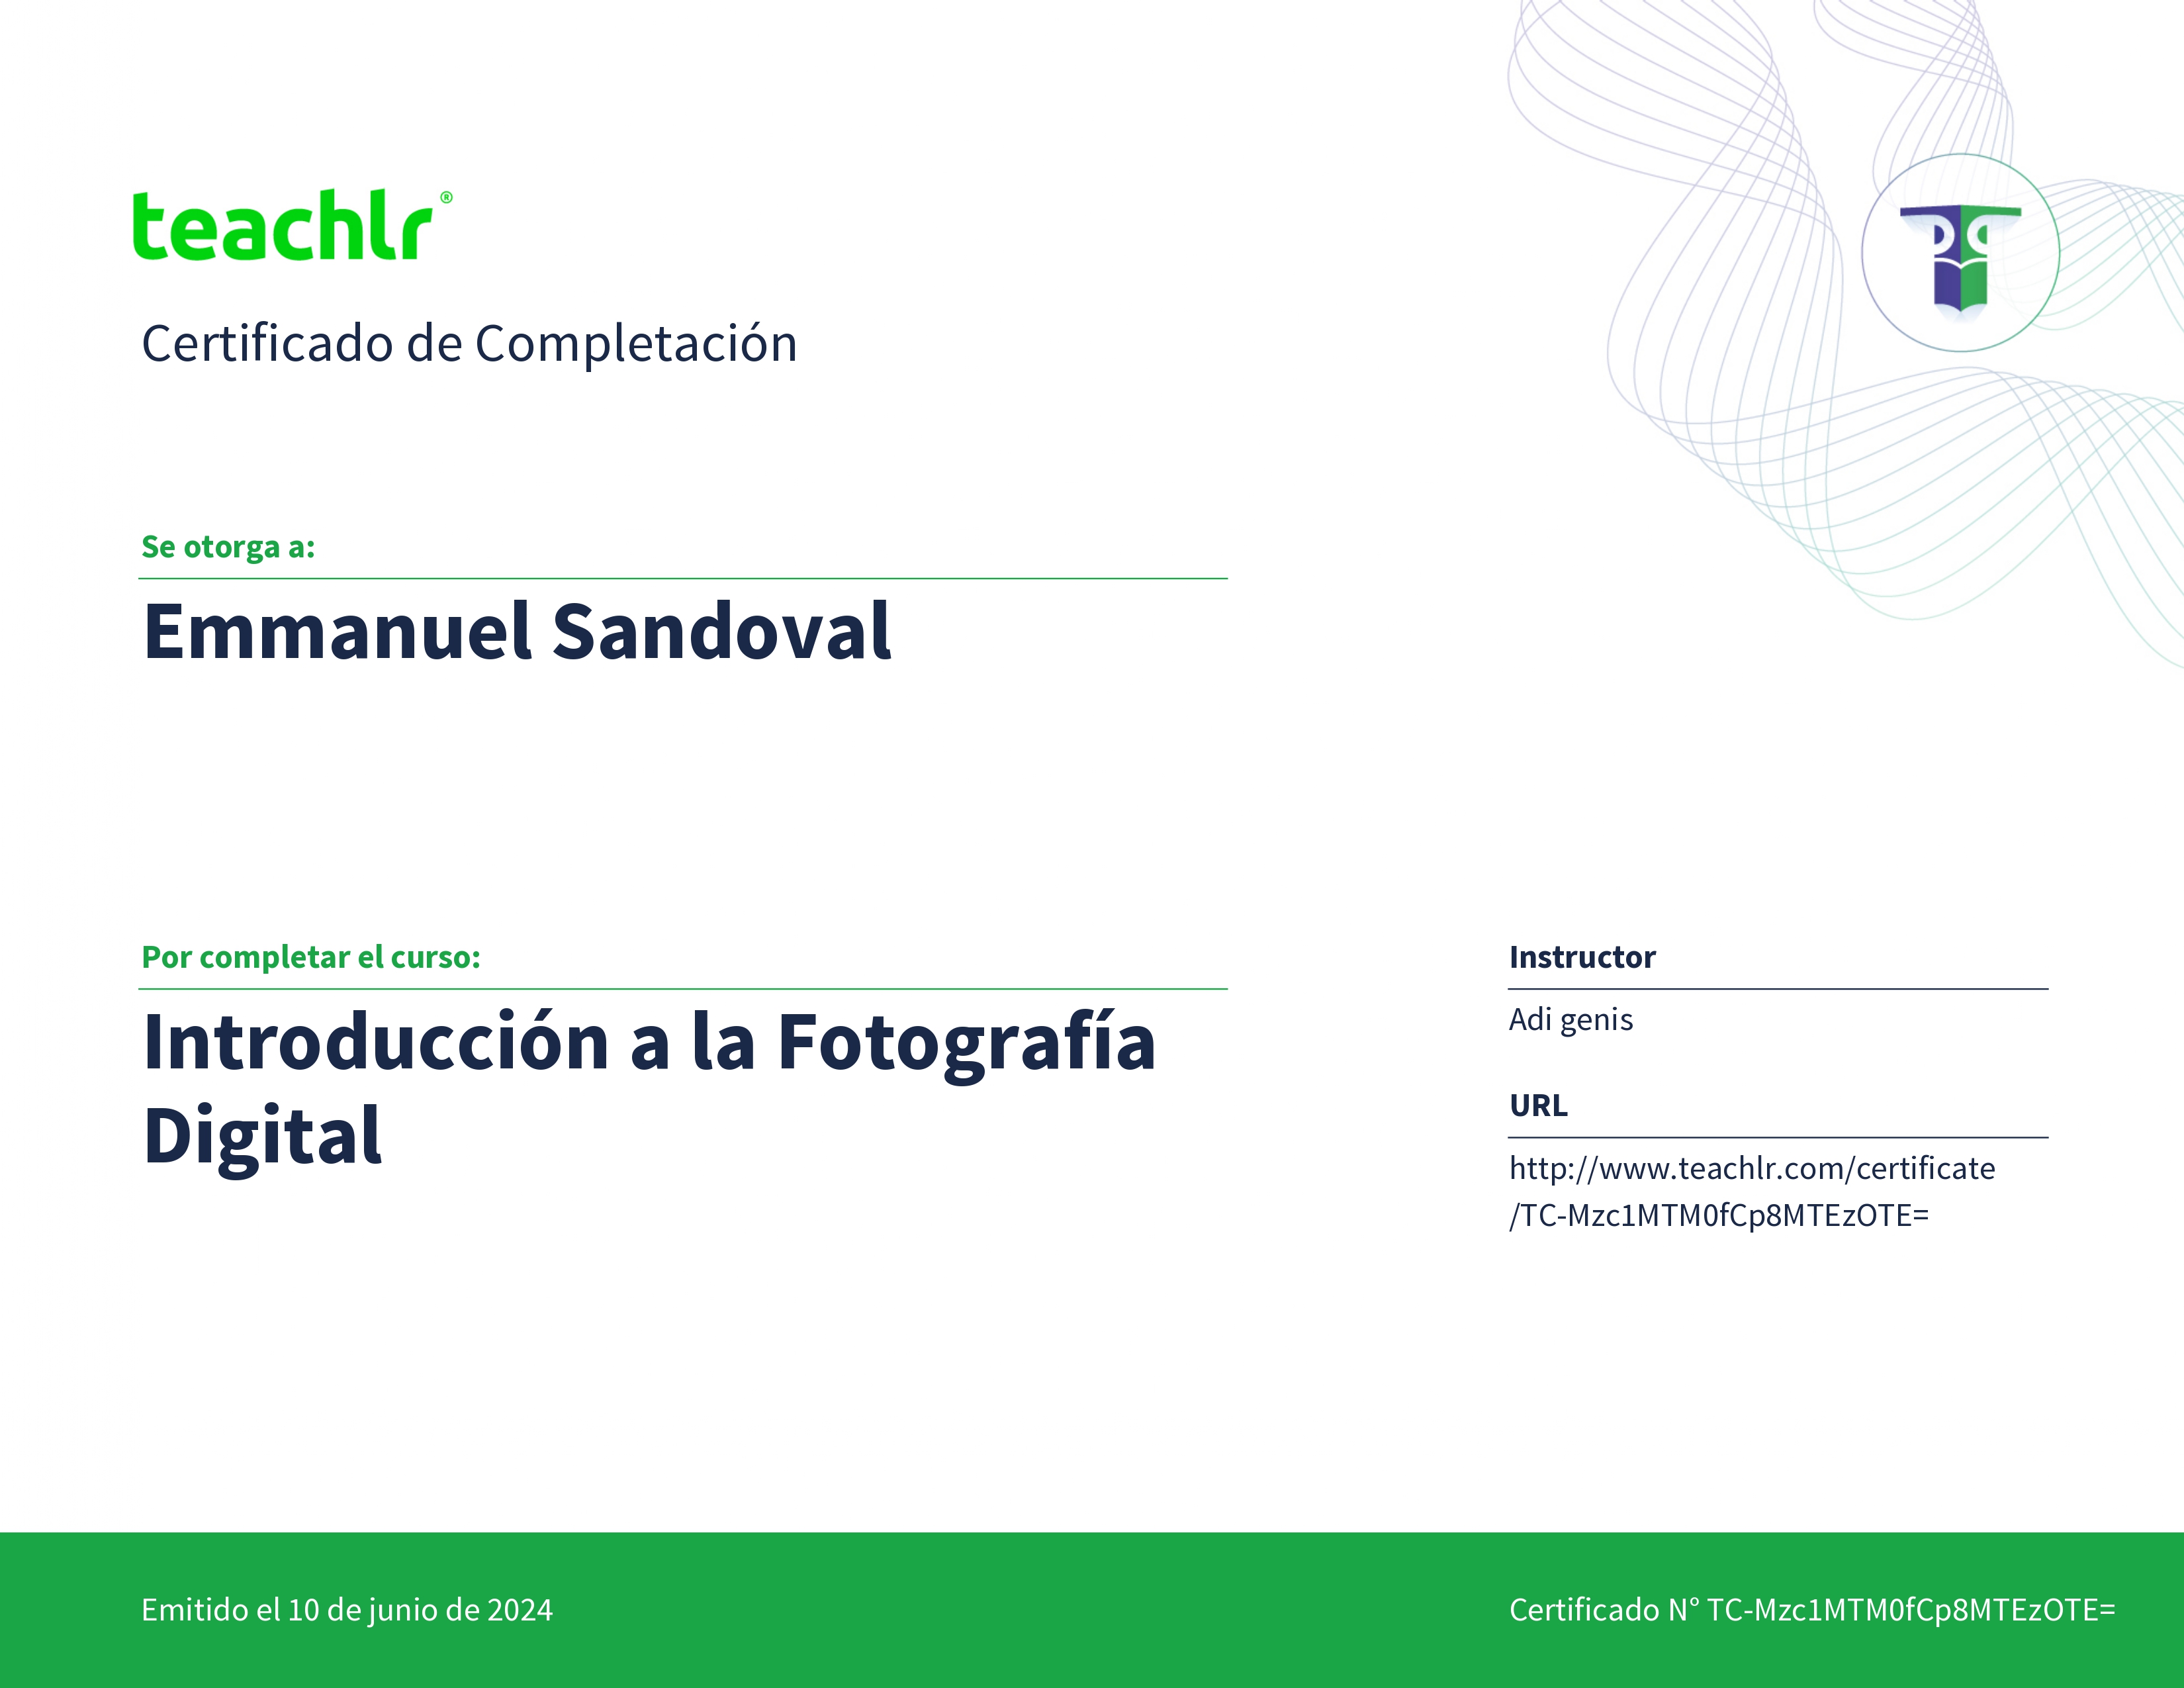 teachlr®
Certificado de Completación
Se otorga a:
Emmanuel Sandoval
Por completar el curso:
Introducción a la Fotografía
Digital
Instructor
Adi genis
URL
http://www.teachlr.com/certificate
/TC-Mzc1MTM0fCp8MTEzOTE=
Emitido el 10 de junio de 2024
Certificado N° TC-Mzc1MTM0fCp8MTEzOTE=